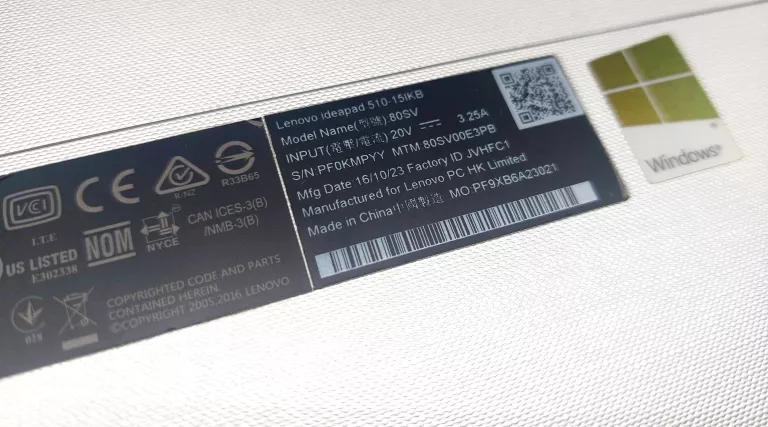 Lenovo ideapad 510-15IKB
Model Name(型號):80SV
INPUT(電壓/電流) 20V ⎓ 3.25A
S/N PF0KMPYY MTM 80SV00E3PB
Mfg Date 16/10/23 Factory ID JVHFC1
Manufactured for Lenovo PC HK Limited
Made in China中國製造 MO:PF9XB6A23021
Windows®
VCI
I.T.E
CE
R-NZ
R33B65
US LISTED
E302338
NOM
NYCE
CAN ICES-3(B)
/NMB-3(B)
COPYRIGHTED CODE AND PARTS
CONTAINED HEREIN.
©COPYRIGHT 2005,2016 LENOVO